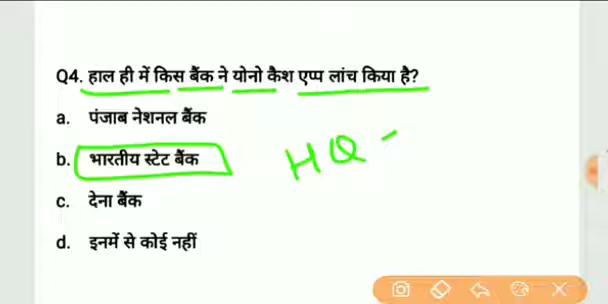 Q4. हाल ही में किस बैंक ने योनो कैश एप्प लांच किया है?
a. पंजाब नेशनल बैंक
b. भारतीय स्टेट बैंक
HQ -
c. देना बैंक
d. इनमें से कोई नहीं